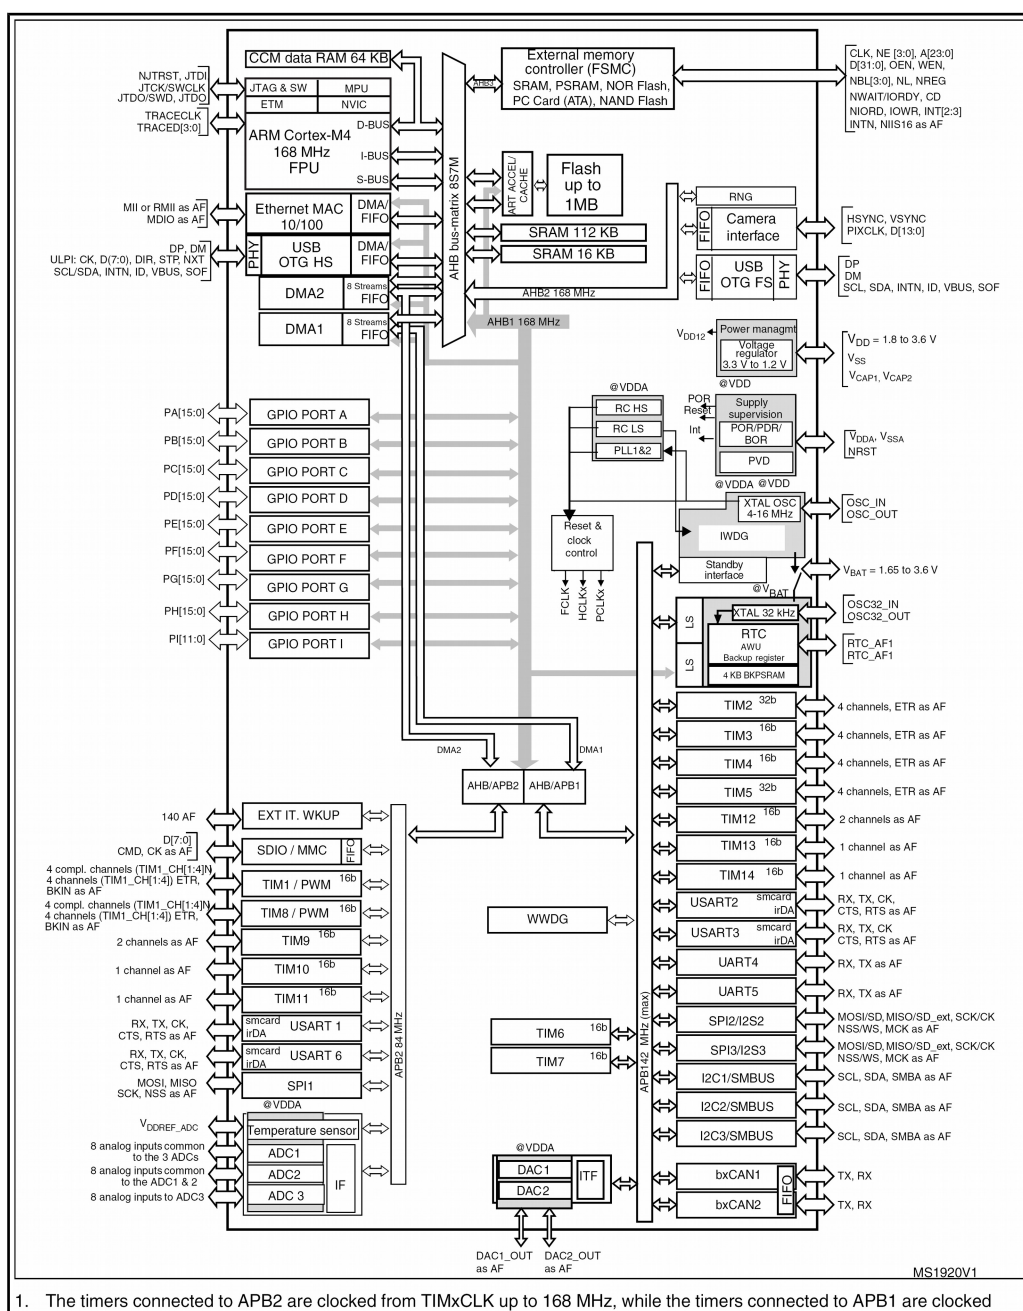 CCM data RAM 64 KB
External memory
controller (FSMC)
SRAM, PSRAM, NOR Flash,
PC Card (ATA), NAND Flash
AHB3
CLK, NE [3:0], A[23:0]
D[31:0], OEN, WEN,
NBL[3:0], NL, NREG
NWAIT/IORDY, CD
NIORD, IOWR, INT[2:3]
INTN, NIIS16 as AF
NJTRST, JTDI
JTCK/SWCLK
JTDO/SWD, JTDO
TRACECLK
TRACED[3:0]
JTAG & SW
MPU
ETM
NVIC
ARM Cortex-M4
168 MHz
FPU
D-BUS
I-BUS
S-BUS
AHB bus-matrix 8S7M
ART ACCEL/
CACHE
Flash
up to
1MB
SRAM 112 KB
SRAM 16 KB
AHB2 168 MHz
AHB1 168 MHz
MII or RMII as AF
MDIO as AF
Ethernet MAC
10/100
DMA/
FIFO
DP, DM
ULPI: CK, D(7:0), DIR, STP, NXT
SCL/SDA, INTN, ID, VBUS, SOF
PHY
USB
OTG HS
DMA/
FIFO
DMA2
8 Streams
FIFO
DMA1
8 Streams
FIFO
RNG
FIFO
Camera
interface
HSYNC, VSYNC
PIXCLK, D[13:0]
FIFO
USB
OTG FS
PHY
DP
DM
SCL, SDA, INTN, ID, VBUS, SOF
VDD12
Power managmt
Voltage
regulator
3.3 V to 1.2 V
@VDD
VDD = 1.8 to 3.6 V
VSS
VCAP1, VCAP2
@VDDA
RC HS
RC LS
PLL1&2
POR
Reset
Int
Supply
supervision
POR/PDR/
BOR
PVD
@VDDA @VDD
VDDA, VSSA
NRST
XTAL OSC
4-16 MHz
OSC_IN
OSC_OUT
IWDG
Standby
interface
VBAT = 1.65 to 3.6 V
@VBAT
Reset &
clock
control
FCLK
HCLKx
PCLKx
LS
LS
XTAL 32 kHz
OSC32_IN
OSC32_OUT
RTC
AWU
Backup register
4 KB BKPSRAM
RTC_AF1
RTC_AF1
PA[15:0]
GPIO PORT A
PB[15:0]
GPIO PORT B
PC[15:0]
GPIO PORT C
PD[15:0]
GPIO PORT D
PE[15:0]
GPIO PORT E
PF[15:0]
GPIO PORT F
PG[15:0]
GPIO PORT G
PH[15:0]
GPIO PORT H
PI[11:0]
GPIO PORT I
DMA2
DMA1
AHB/APB2
AHB/APB1
140 AF
EXT IT. WKUP
D[7:0]
CMD, CK as AF
SDIO / MMC
FIFO
4 compl. channels (TIM1_CH[1:4]N
4 channels (TIM1_CH[1:4]) ETR,
BKIN as AF
TIM1 / PWM 16b
4 compl. channels (TIM1_CH[1:4]N
4 channels (TIM1_CH[1:4]) ETR,
BKIN as AF
TIM8 / PWM 16b
2 channels as AF
TIM9 16b
1 channel as AF
TIM10 16b
1 channel as AF
TIM11 16b
RX, TX, CK,
CTS, RTS as AF
smcard
irDA
USART 1
RX, TX, CK,
CTS, RTS as AF
smcard
irDA
USART 6
MOSI, MISO
SCK, NSS as AF
SPI1
@VDDA
VDDREF_ADC
Temperature sensor
8 analog inputs common
to the 3 ADCs
ADC1
8 analog inputs common
to the ADC1 & 2
ADC2
8 analog inputs to ADC3
ADC 3
IF
APB2 84 MHz
WWDG
TIM6 16b
TIM7 16b
@VDDA
DAC1
DAC2
ITF
DAC1_OUT
as AF
DAC2_OUT
as AF
APB142 MHz (max)
TIM2 32b
4 channels, ETR as AF
TIM3 16b
4 channels, ETR as AF
TIM4 16b
4 channels, ETR as AF
TIM5 32b
4 channels, ETR as AF
TIM12 16b
2 channels as AF
TIM13 16b
1 channel as AF
TIM14 16b
1 channel as AF
USART2
smcard
irDA
RX, TX, CK,
CTS, RTS as AF
USART3
smcard
irDA
RX, TX, CK
CTS, RTS as AF
UART4
RX, TX as AF
UART5
RX, TX as AF
SPI2/I2S2
MOSI/SD, MISO/SD_ext, SCK/CK
NSS/WS, MCK as AF
SPI3/I2S3
MOSI/SD, MISO/SD_ext, SCK/CK
NSS/WS, MCK as AF
I2C1/SMBUS
SCL, SDA, SMBA as AF
I2C2/SMBUS
SCL, SDA, SMBA as AF
I2C3/SMBUS
SCL, SDA, SMBA as AF
bxCAN1
TX, RX
bxCAN2
TX, RX
FIFO
MS1920V1
1. The timers connected to APB2 are clocked from TIMxCLK up to 168 MHz, while the timers connected to APB1 are clocked